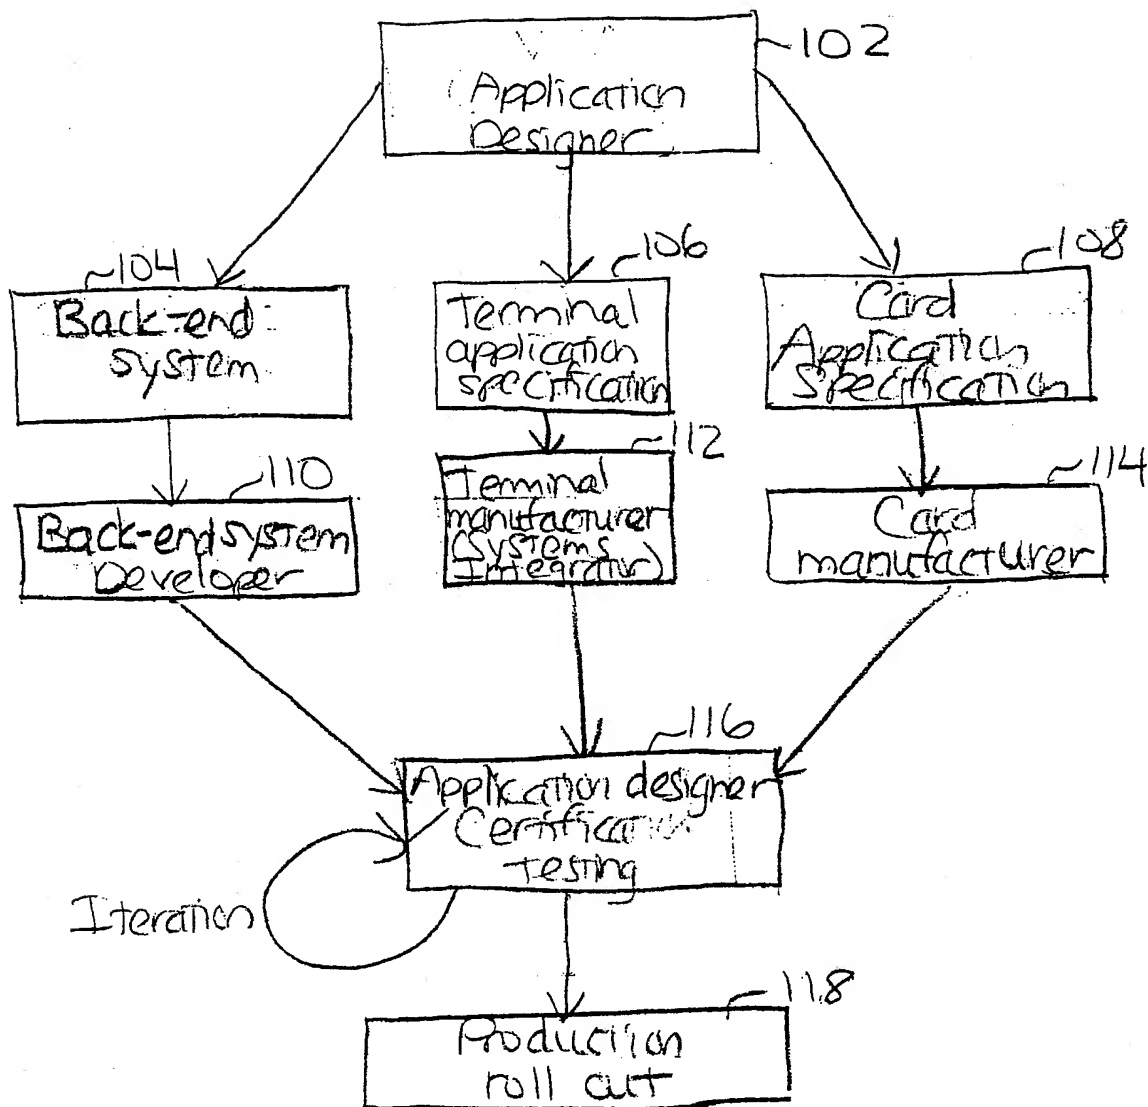 102
Application
Designer
104
Back-end
system
106
Terminal
application
specification
108
Card
Application
Specification
110
Back-end system
Developer
112
Terminal
manufacturer
(Systems
Integrator)
114
Card
manufacturer
116
Application designer
Certification
testing
Iteration
118
Production
roll out